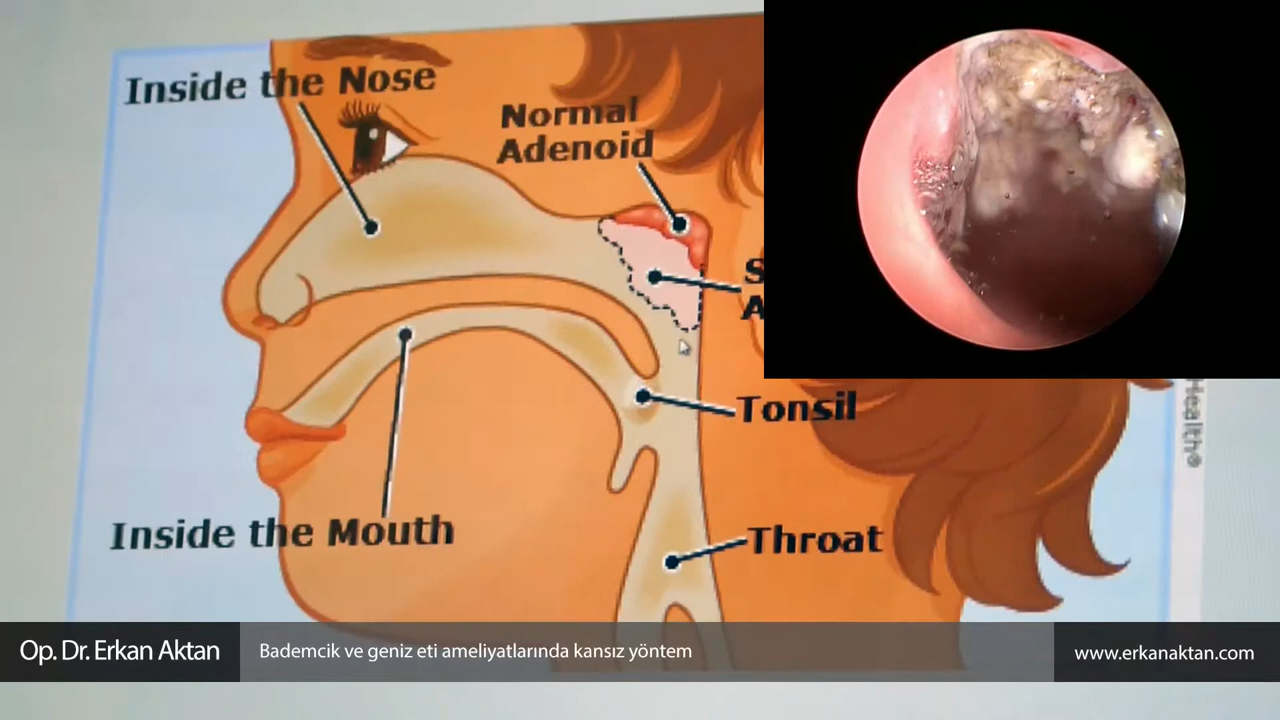 Inside the Nose
Normal
Adenoid
S
A
Tonsil
Health®
Inside the Mouth
Throat
Op. Dr. Erkan Aktan
Bademcik ve geniz eti ameliyatlarında kansız yöntem
www.erkanaktan.com